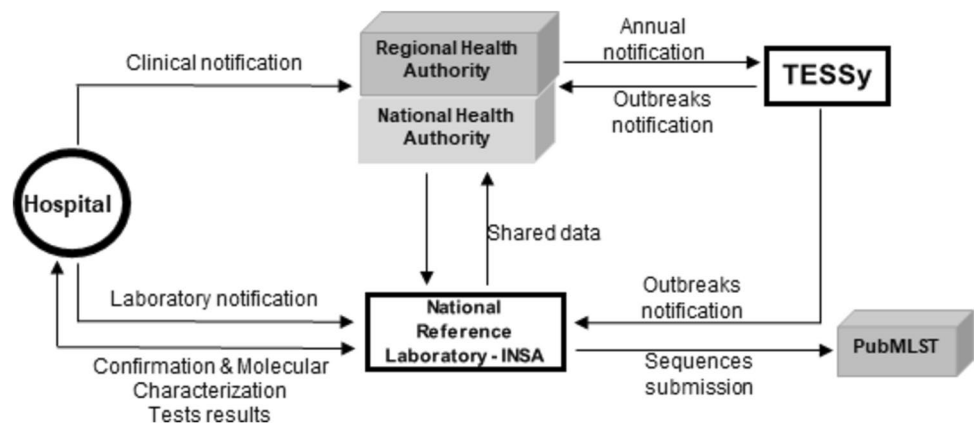 Regional Health
Authority
National Health
Authority
Annual
notification
Outbreaks
notification
TESSy
Clinical notification
Hospital
Shared data
Laboratory notification
Confirmation & Molecular
Characterization
Tests results
National
Reference
Laboratory - INSA
Outbreaks
notification
Sequences
submission
PubMLST